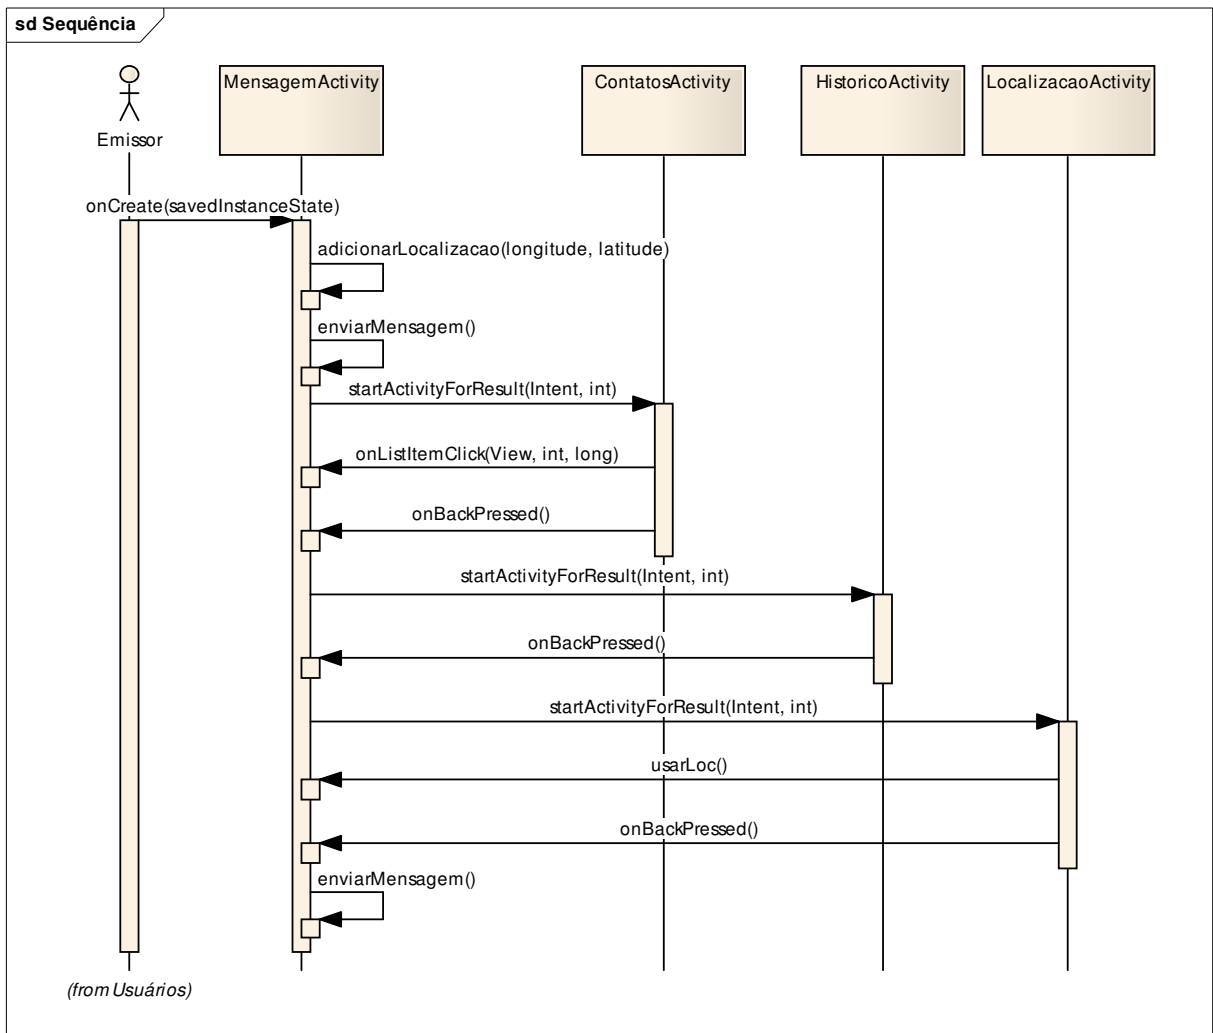 sd Sequência
Emissor
MensagemActivity
ContatosActivity
HistoricoActivity
LocalizacaoActivity
onCreate(savedInstanceState)
adicionarLocalizacao(longitude, latitude)
enviarMensagem()
startActivityForResult(Intent, int)
onListItemClick(View, int, long)
onBackPressed()
startActivityForResult(Intent, int)
onBackPressed()
startActivityForResult(Intent, int)
usarLoc()
onBackPressed()
enviarMensagem()
(from Usuários)